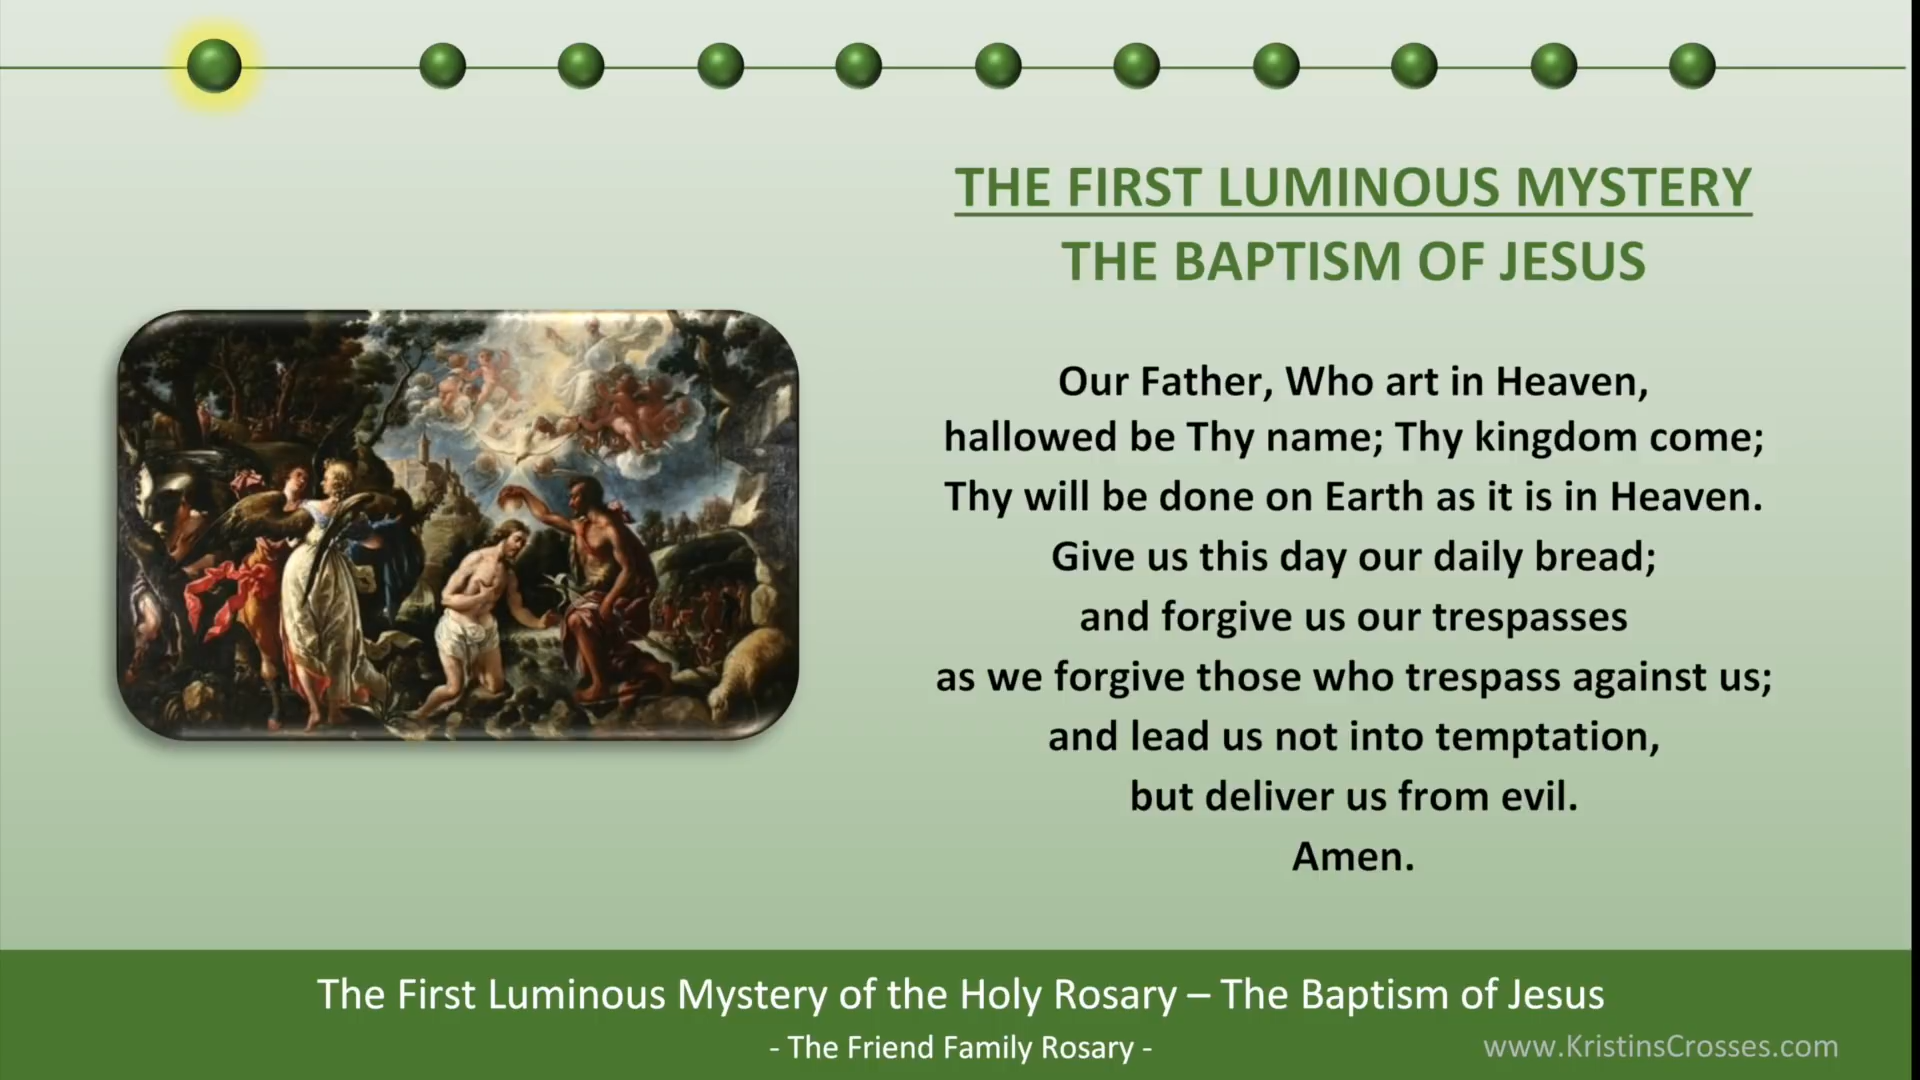 THE FIRST LUMINOUS MYSTERY
THE BAPTISM OF JESUS
Our Father, Who art in Heaven,
hallowed be Thy name; Thy kingdom come;
Thy will be done on Earth as it is in Heaven.
Give us this day our daily bread;
and forgive us our trespasses
as we forgive those who trespass against us;
and lead us not into temptation,
but deliver us from evil.
Amen.
The First Luminous Mystery of the Holy Rosary – The Baptism of Jesus
- The Friend Family Rosary -
www.KristinsCrosses.com